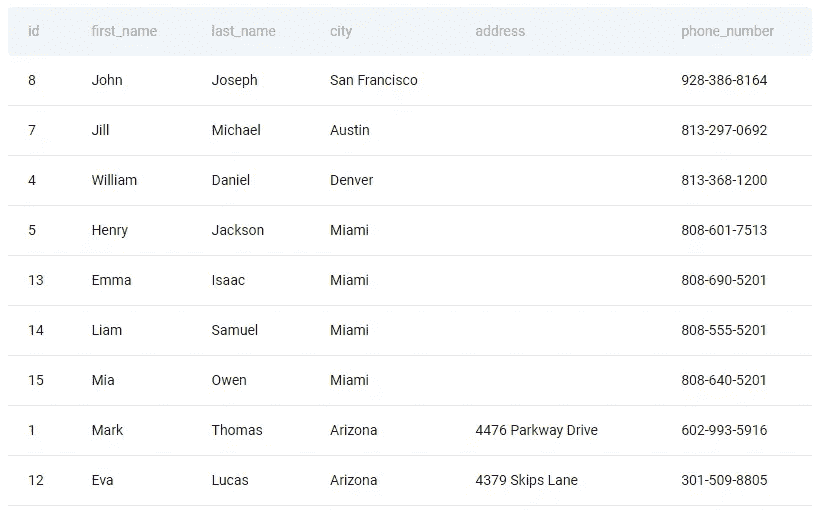 id first_name last_name city address phone_number
8 John Joseph San Francisco 928-386-8164
7 Jill Michael Austin 813-297-0692
4 William Daniel Denver 813-368-1200
5 Henry Jackson Miami 808-601-7513
13 Emma Isaac Miami 808-690-5201
14 Liam Samuel Miami 808-555-5201
15 Mia Owen Miami 808-640-5201
1 Mark Thomas Arizona 4476 Parkway Drive 602-993-5916
12 Eva Lucas Arizona 4379 Skips Lane 301-509-8805